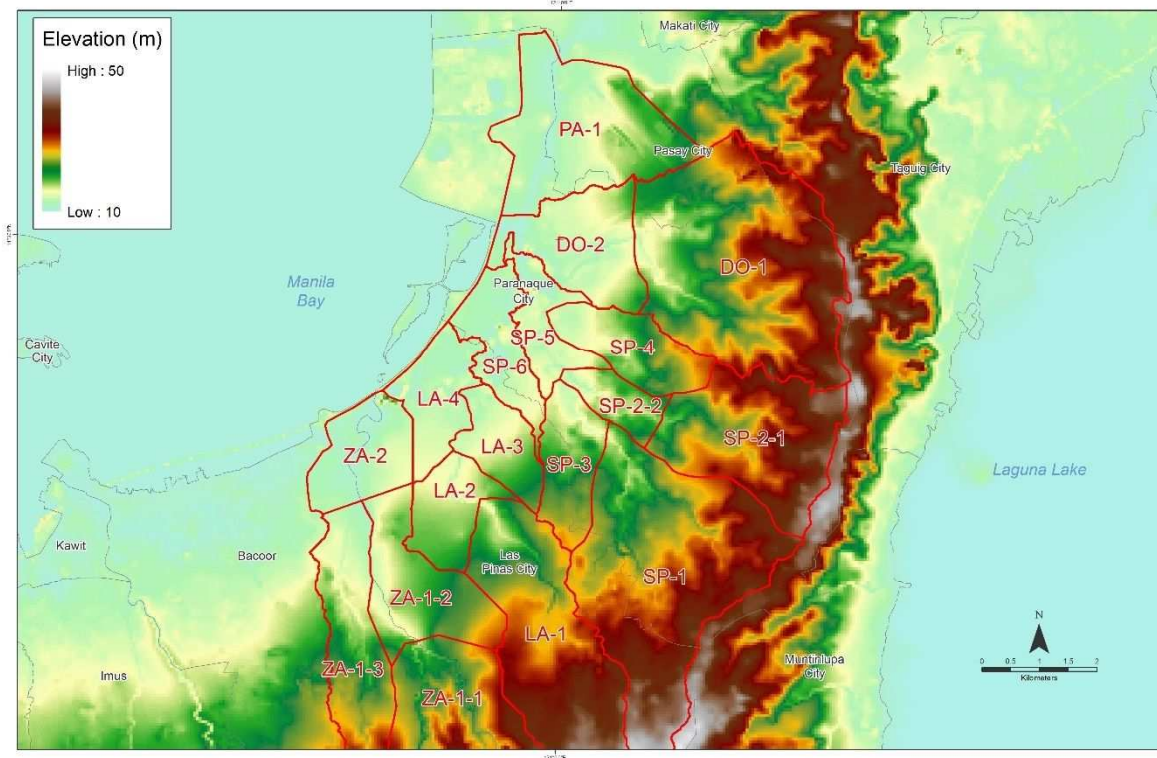 Elevation (m)
High : 50
Low : 10
Makati City
PA-1
Pasay City
Taguig City
DO-2
DO-1
Manila
Bay
Paranaque
City
Cavite
City
SP-5
SP-4
SP-6
LA-4
SP-2-2
SP-2-1
LA-3
ZA-2
SP-3
Laguna Lake
LA-2
Kawit
Bacoor
Las
Pinas City
SP-1
ZA-1-2
LA-1
N
Muntinlupa
City
0 0.5 1 2
Kilometers
Imus
ZA-1-3
ZA-1-1